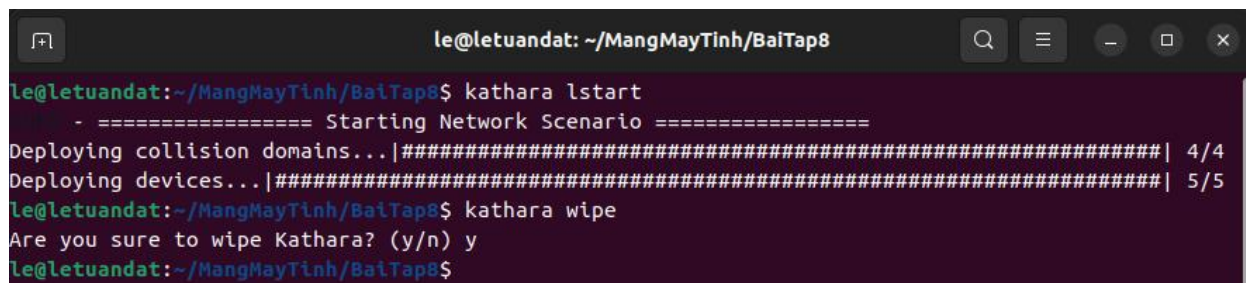 le@letuandat: ~/MangMayTinh/BaiTap8
le@letuandat:~/MangMayTinh/BaiTap8$ kathara lstart
- ================= Starting Network Scenario =================
Deploying collision domains...|############################################################| 4/4
Deploying devices...|######################################################################| 5/5
le@letuandat:~/MangMayTinh/BaiTap8$ kathara wipe
Are you sure to wipe Kathara? (y/n) y
le@letuandat:~/MangMayTinh/BaiTap8$